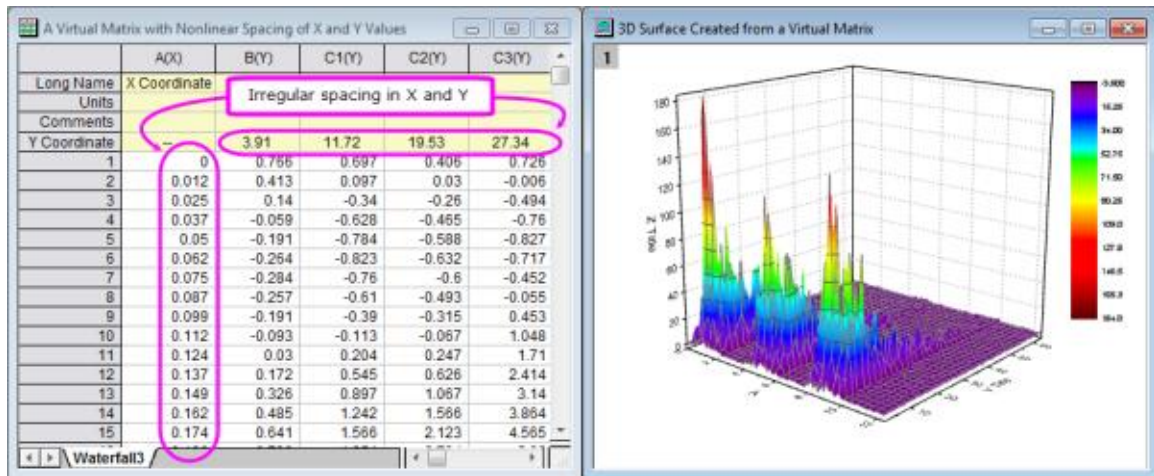 A Virtual Matrix with Nonlinear Spacing of X and Y Values
A(X) B(Y) C1(Y) C2(Y) C3(Y)
Long Name X Coordinate
Irregular spacing in X and Y
Units
Comments
Y Coordinate -- 3.91 11.72 19.53 27.34
1 0 0.766 0.697 0.406 0.726
2 0.012 0.413 0.097 0.03 -0.006
3 0.025 0.14 -0.34 -0.26 -0.494
4 0.037 -0.059 -0.628 -0.465 -0.76
5 0.05 -0.191 -0.784 -0.588 -0.827
6 0.062 -0.264 -0.823 -0.632 -0.717
7 0.075 -0.284 -0.76 -0.6 -0.452
8 0.087 -0.257 -0.61 -0.493 -0.055
9 0.099 -0.191 -0.39 -0.315 0.453
10 0.112 -0.093 -0.113 -0.067 1.048
11 0.124 0.03 0.204 0.247 1.71
12 0.137 0.172 0.545 0.626 2.414
13 0.149 0.326 0.897 1.067 3.14
14 0.162 0.485 1.242 1.566 3.864
15 0.174 0.641 1.566 2.123 4.565
Waterfall3
3D Surface Created from a Virtual Matrix
1
180
160
140
120
100
80
60
40
20
0
Z Title